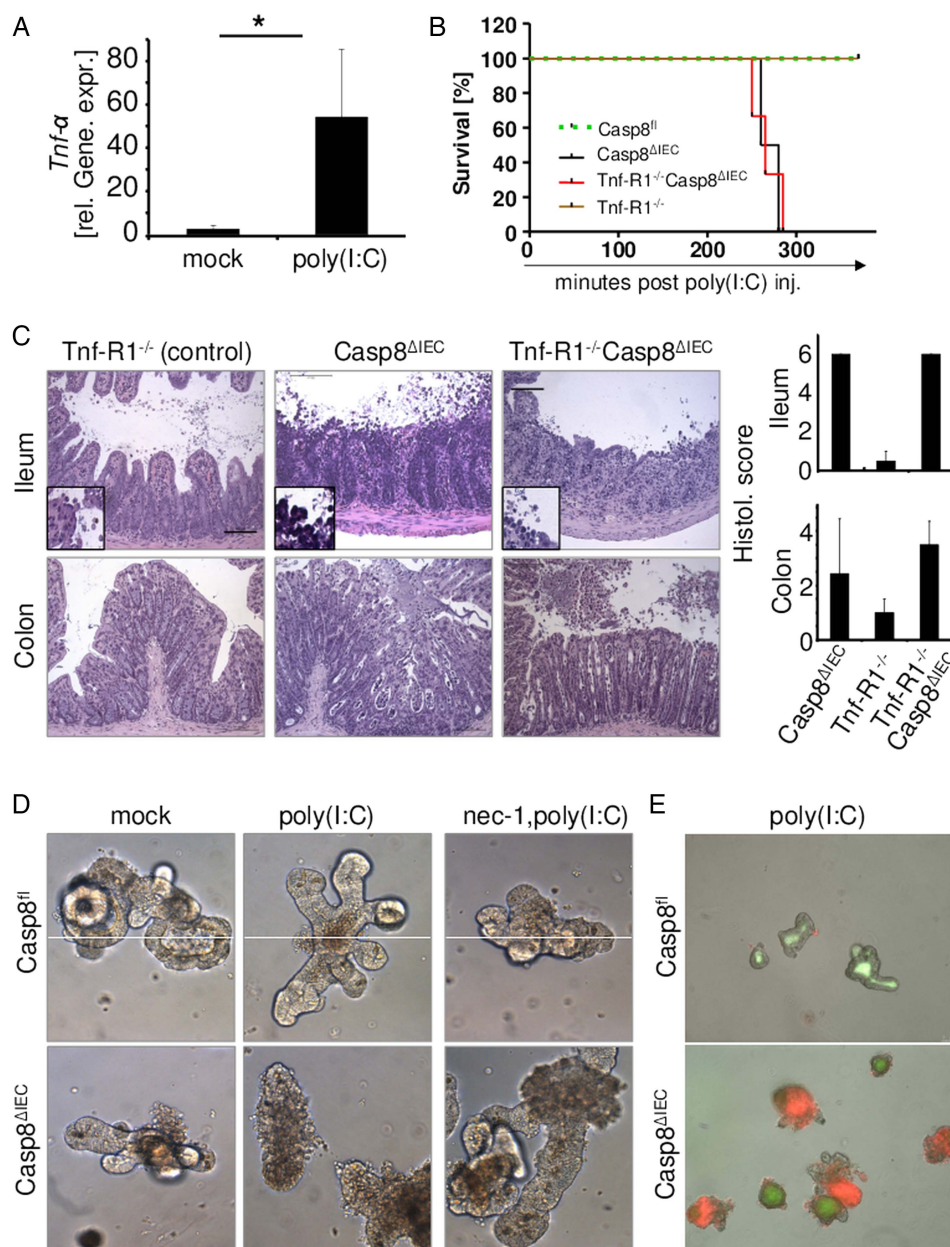 A
*
Tnf-α
[rel. Gene. expr.]
80
60
40
20
0
mock
poly(I:C)
B
Survival [%]
120
100
80
60
40
20
0
Casp8fl
Casp8ΔIEC
Tnf-R1-/-Casp8ΔIEC
Tnf-R1-/-
0
100
200
300
minutes post poly(I:C) inj.
C
Tnf-R1-/- (control)
Casp8ΔIEC
Tnf-R1-/-Casp8ΔIEC
Ileum
Colon
Histol. score
Ileum
6
4
2
0
Colon
4
2
0
Casp8ΔIEC
Tnf-R1-/-
Tnf-R1-/-
Casp8ΔIEC
D
mock
poly(I:C)
nec-1,poly(I:C)
Casp8fl
Casp8ΔIEC
E
poly(I:C)
Casp8fl
Casp8ΔIEC